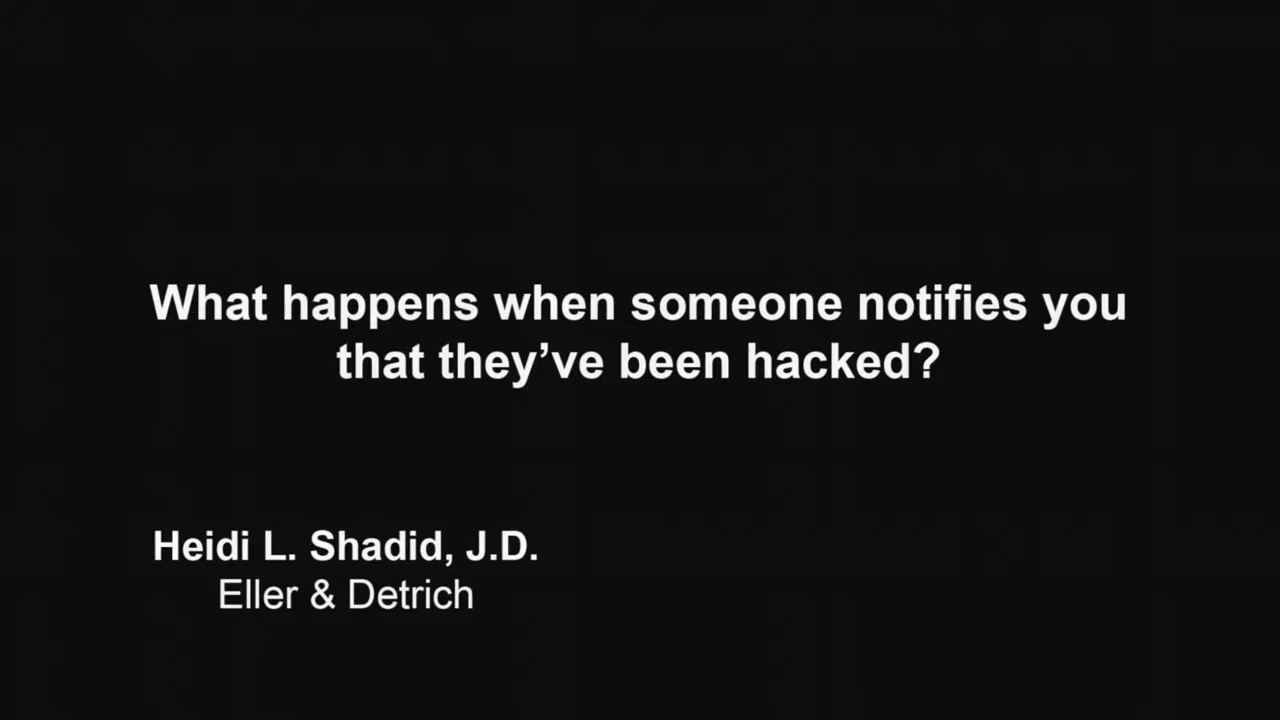 What happens when someone notifies you
that they’ve been hacked?
Heidi L. Shadid, J.D.
Eller & Detrich